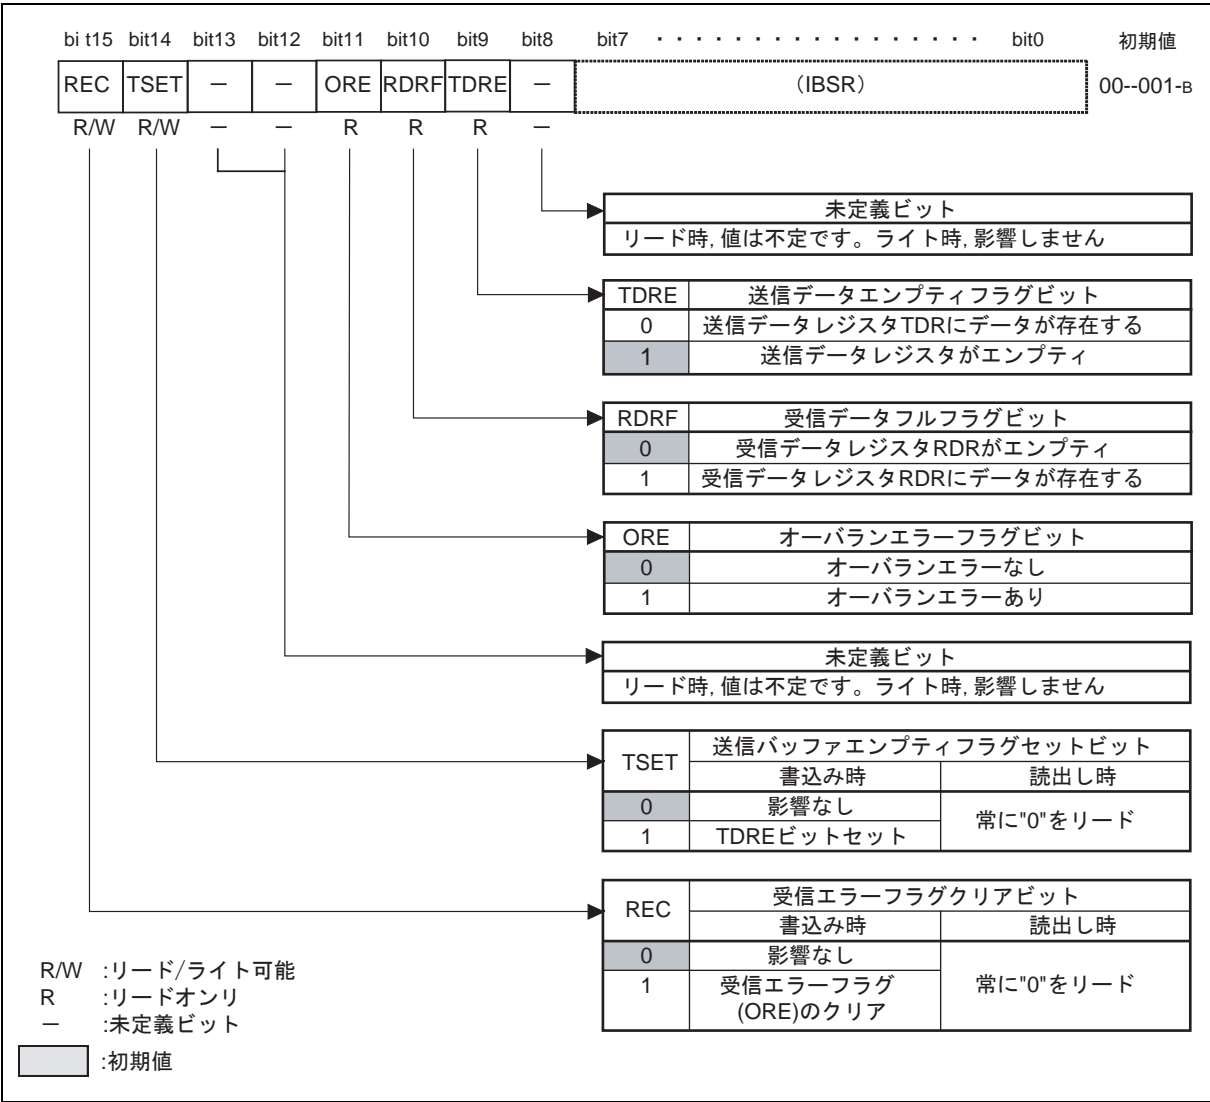 bi t15 bit14 bit13 bit12 bit11 bit10 bit9 bit8 bit7 ・・・・・・・・・・・・・・・・・ bit0 初期値
REC TSET － － ORE RDRF TDRE － （IBSR） 00--001-B
R/W R/W － － R R R －
未定義ビット
リード時, 値は不定です。ライト時, 影響しません
TDRE 送信データエンプティフラグビット
0 送信データレジスタTDRにデータが存在する
1 送信データレジスタがエンプティ
RDRF 受信データフルフラグビット
0 受信データレジスタRDRがエンプティ
1 受信データレジスタRDRにデータが存在する
ORE オーバランエラーフラグビット
0 オーバランエラーなし
1 オーバランエラーあり
未定義ビット
リード時, 値は不定です。ライト時, 影響しません
TSET 送信バッファエンプティフラグセットビット
書込み時 読出し時
0 影響なし 常に"0"をリード
1 TDREビットセット
REC 受信エラーフラグクリアビット
書込み時 読出し時
0 影響なし 常に"0"をリード
1 受信エラーフラグ
(ORE)のクリア
R/W :リード/ライト可能
R :リードオンリ
－ :未定義ビット
:初期値